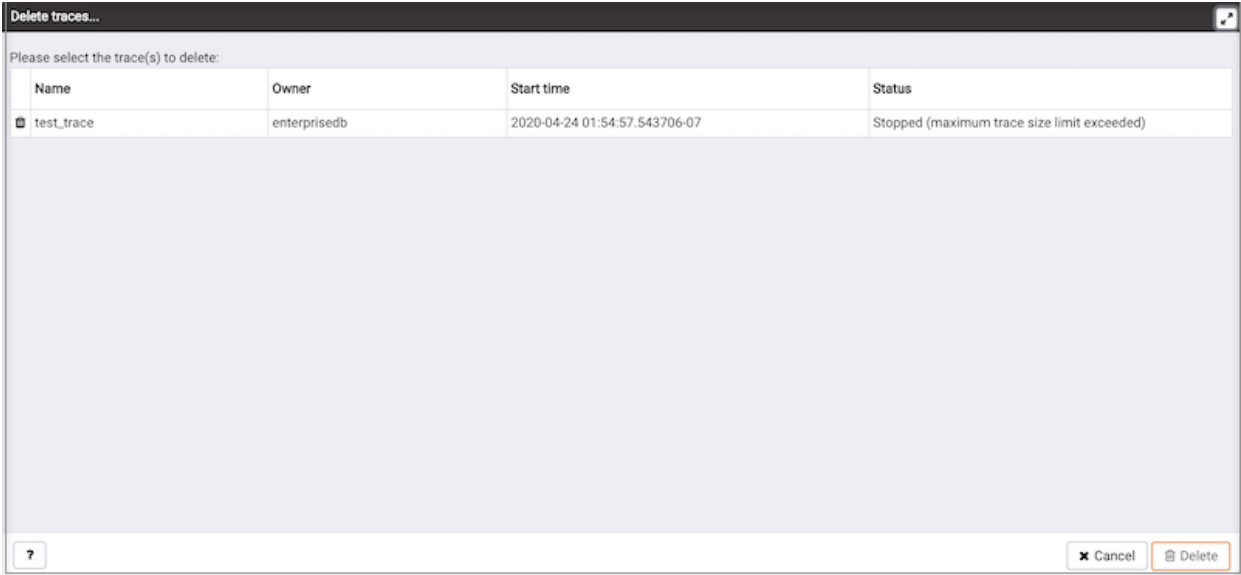 Delete traces...
Please select the trace(s) to delete:
Name Owner Start time Status
test_trace enterprisedb 2020-04-24 01:54:57.543706-07 Stopped (maximum trace size limit exceeded)
? Cancel Delete